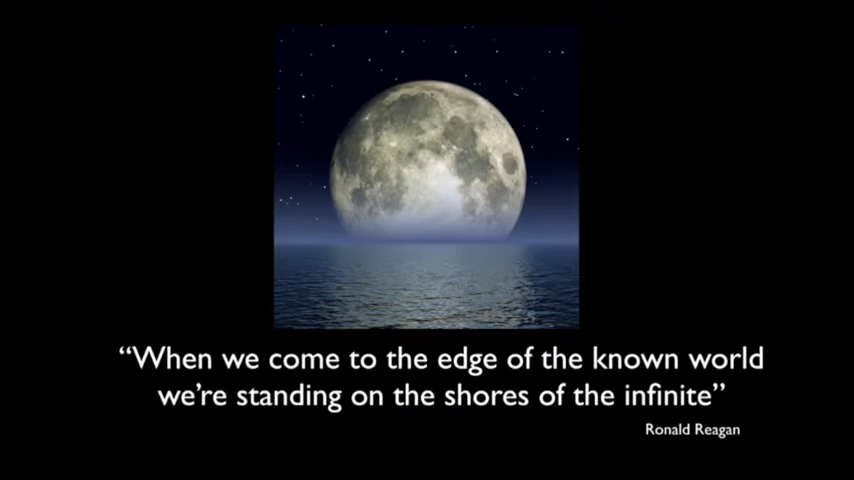 “When we come to the edge of the known world
we’re standing on the shores of the infinite”
Ronald Reagan